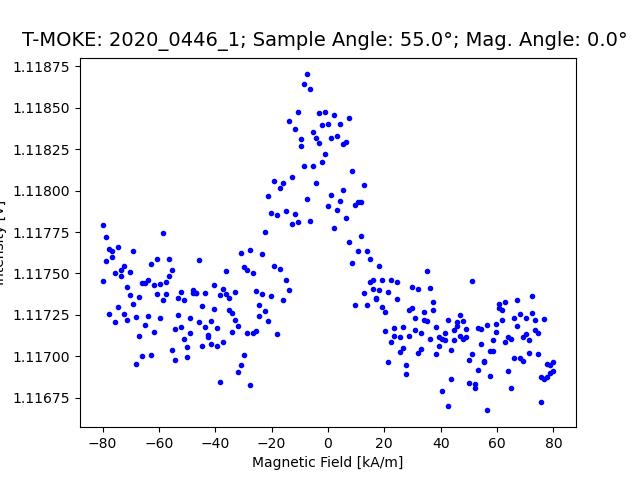 T-MOKE: 2020_0446_1; Sample Angle: 55.0°; Mag. Angle: 0.0°
1.11875
1.11850
1.11825
1.11800
1.11775
1.11750
1.11725
1.11700
1.11675
Intensity [V]
−80 −60 −40 −20 0 20 40 60 80
Magnetic Field [kA/m]